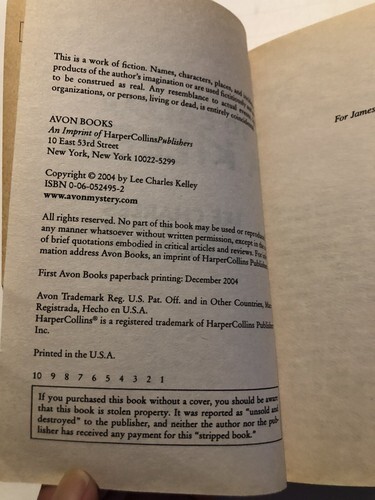 This is a work of fiction. Names, characters, places, and
products of the author's imagination or are used fictitiously and
to be construed as real. Any resemblance to actual events,
organizations, or persons, living or dead, is entirely coincidental.
AVON BOOKS
An Imprint of HarperCollinsPublishers
10 East 53rd Street
New York, New York 10022-5299
Copyright © 2004 by Lee Charles Kelley
ISBN 0-06-052495-2
www.avonmystery.com
All rights reserved. No part of this book may be used or reproduced
any manner whatsoever without written permission, except in the
of brief quotations embodied in critical articles and reviews. For
mation address Avon Books, an imprint of HarperCollins Publishers
First Avon Books paperback printing: December 2004
Avon Trademark Reg. U.S. Pat. Off. and in Other Countries,
Registrada, Hecho en U.S.A.
HarperCollins® is a registered trademark of HarperCollins Publishers
Inc.
Printed in the U.S.A.
10 9 8 7 6 5 4 3 2 1
If you purchased this book without a cover, you should be aware
that this book is stolen property. It was reported as "unsold and
destroyed" to the publisher, and neither the author nor the pub-
lisher has received any payment for this "stripped book."
For James